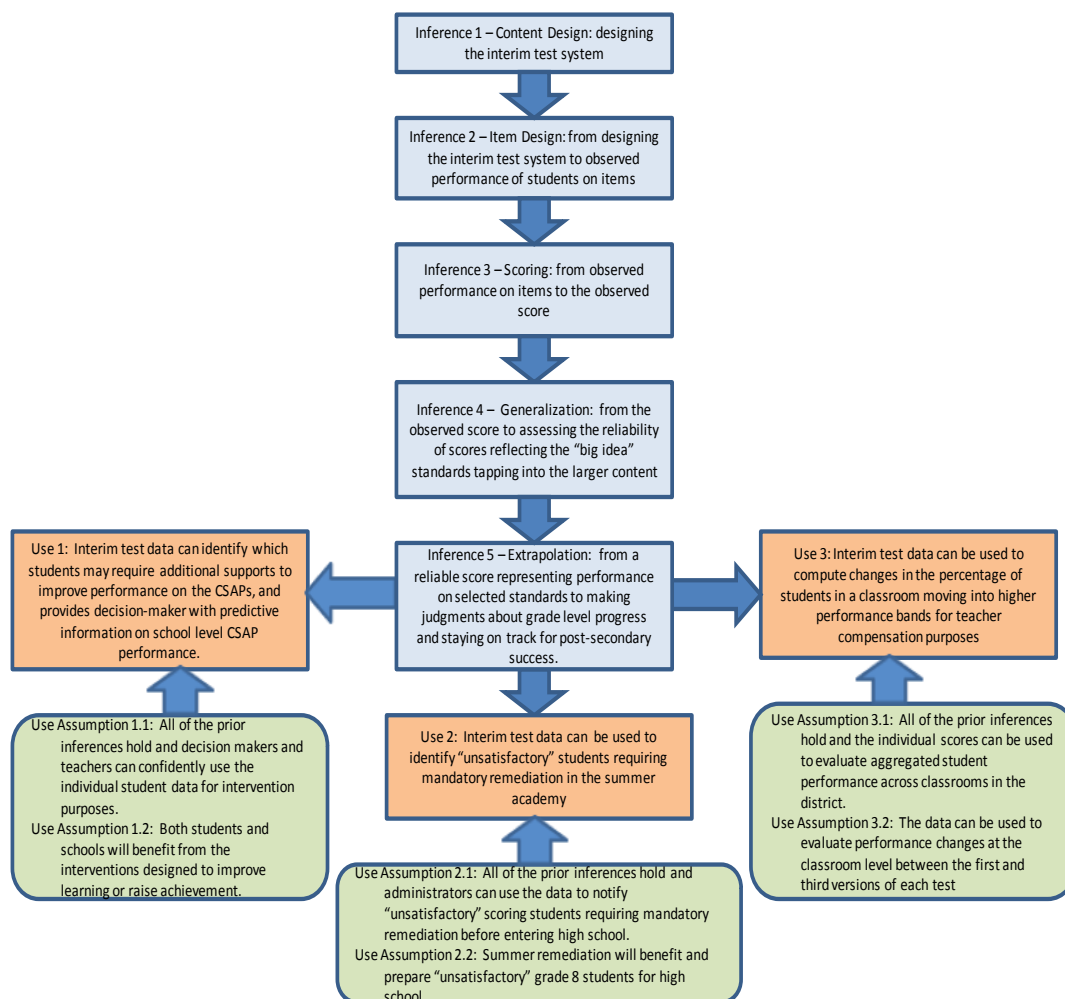 Inference 1 – Content Design: designing
the interim test system
Inference 2 – Item Design: from designing
the interim test system to observed
performance of students on items
Inference 3 – Scoring: from observed
performance on items to the observed
score
Inference 4 – Generalization: from the
observed score to assessing the reliability
of scores reflecting the “big idea”
standards tapping into the larger content
Use 1: Interim test data can identify which
students may require additional supports to
improve performance on the CSAPs, and
provides decision-maker with predictive
information on school level CSAP
performance.
Inference 5 – Extrapolation: from a
reliable score representing performance
on selected standards to making
judgments about grade level progress
and staying on track for post-secondary
success.
Use 3: Interim test data can be used to
compute changes in the percentage of
students in a classroom moving into higher
performance bands for teacher
compensation purposes
Use Assumption 1.1: All of the prior
inferences hold and decision makers and
teachers can confidently use the
individual student data for intervention
purposes.
Use Assumption 1.2: Both students and
schools will benefit from the
interventions designed to improve
learning or raise achievement.
Use 2: Interim test data can be used to
identify “unsatisfactory” students requiring
mandatory remediation in the summer
academy
Use Assumption 3.1: All of the prior inferences
hold and the individual scores can be used
to evaluate aggregated student
performance across classrooms in the
district.
Use Assumption 3.2: The data can be used to
evaluate performance changes at the
classroom level between the first and
third versions of each test
Use Assumption 2.1: All of the prior inferences hold and
administrators can use the data to notify
“unsatisfactory” scoring students requiring mandatory
remediation before entering high school.
Use Assumption 2.2: Summer remediation will benefit and
prepare “unsatisfactory” grade 8 students for high
school